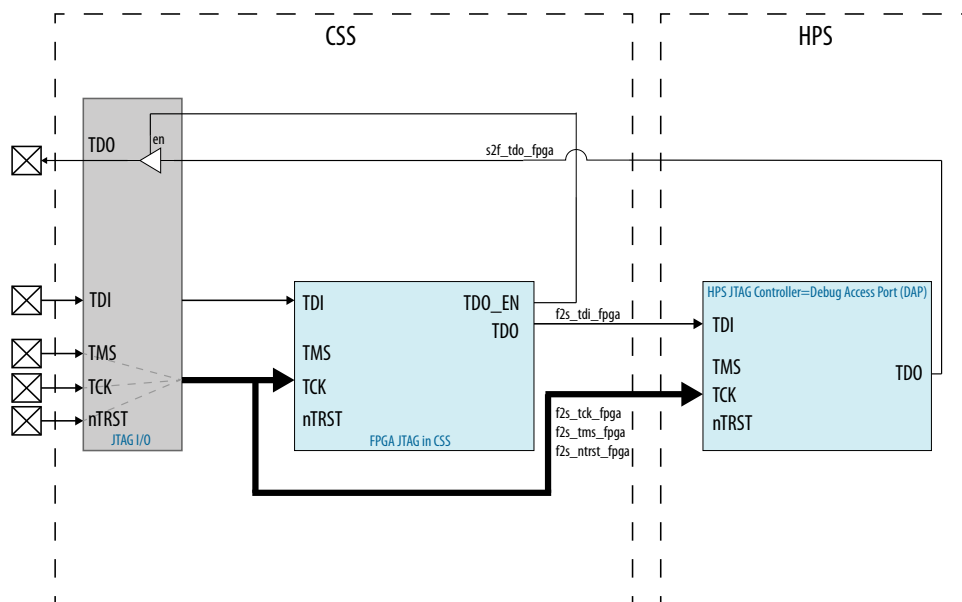 CSS
HPS
TDO
en
s2f_tdo_fpga
TDI
TMS
TCK
nTRST
JTAG I/O
TDI
TDO_EN
TDO
TMS
TCK
nTRST
FPGA JTAG in CSS
f2s_tdi_fpga
f2s_tck_fpga
f2s_tms_fpga
f2s_ntrst_fpga
HPS JTAG Controller=Debug Access Port (DAP)
TDI
TMS
TDO
TCK
nTRST